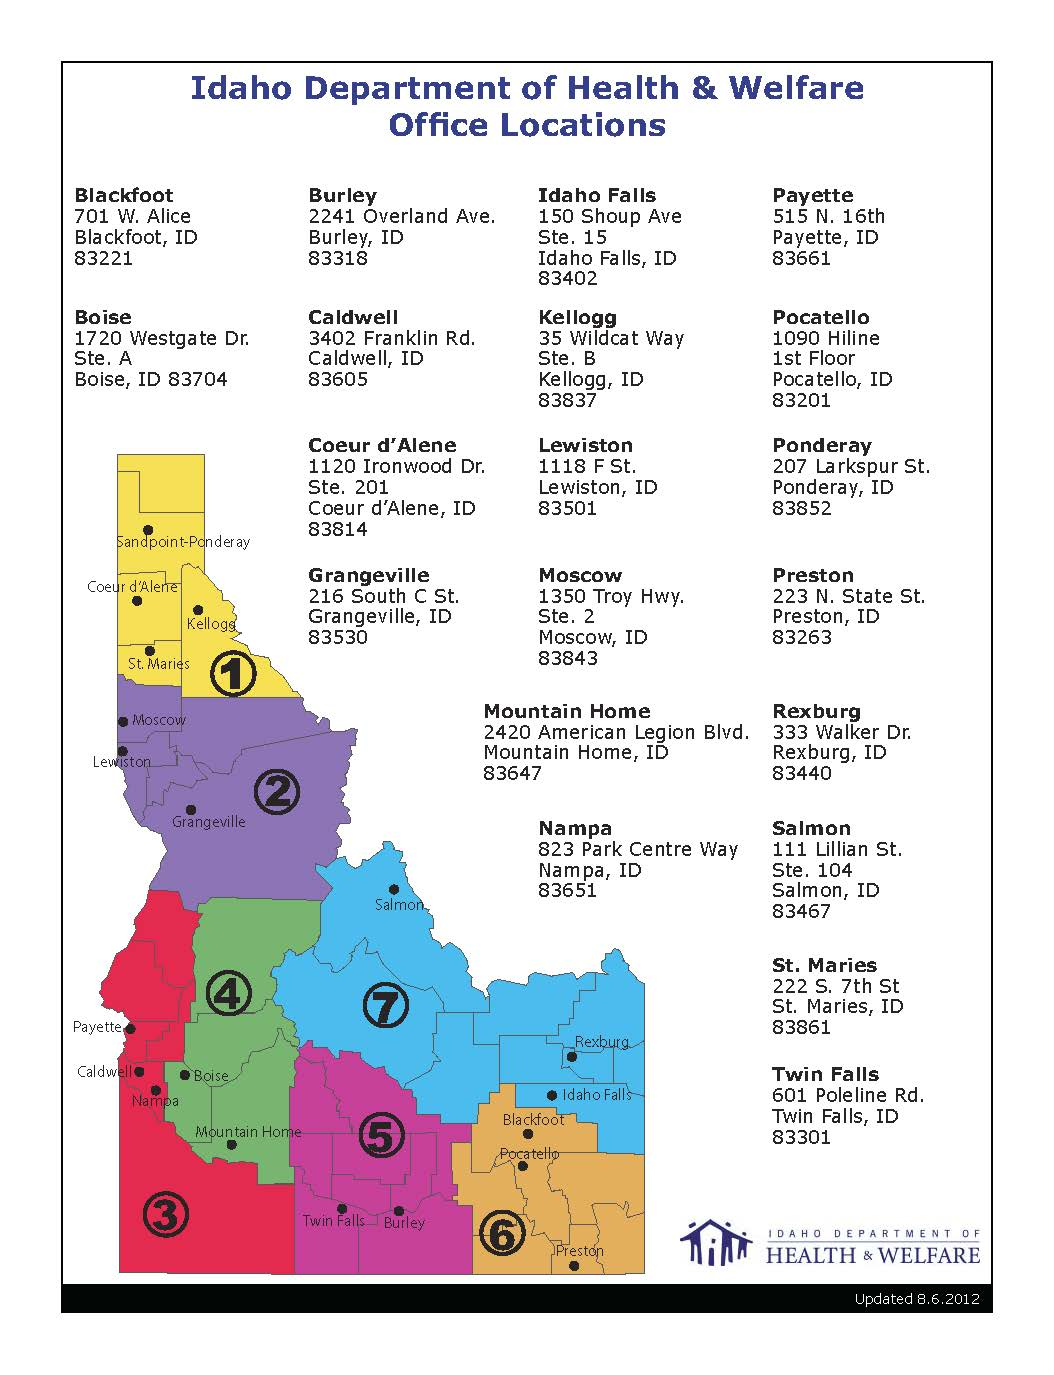 Idaho Department of Health & Welfare
Office Locations
Blackfoot
701 W. Alice
Blackfoot, ID
83221
Boise
1720 Westgate Dr.
Ste. A
Boise, ID 83704
Burley
2241 Overland Ave.
Burley, ID
83318
Caldwell
3402 Franklin Rd.
Caldwell, ID
83605
Coeur d’Alene
1120 Ironwood Dr.
Ste. 201
Coeur d’Alene, ID
83814
Grangeville
216 South C St.
Grangeville, ID
83530
Idaho Falls
150 Shoup Ave
Ste. 15
Idaho Falls, ID
83402
Kellogg
35 Wildcat Way
Ste. B
Kellogg, ID
83837
Lewiston
1118 F St.
Lewiston, ID
83501
Moscow
1350 Troy Hwy.
Ste. 2
Moscow, ID
83843
Mountain Home
2420 American Legion Blvd.
Mountain Home, ID
83647
Nampa
823 Park Centre Way
Nampa, ID
83651
Payette
515 N. 16th
Payette, ID
83661
Pocatello
1090 Hiline
1st Floor
Pocatello, ID
83201
Ponderay
207 Larkspur St.
Ponderay, ID
83852
Preston
223 N. State St.
Preston, ID
83263
Rexburg
333 Walker Dr.
Rexburg, ID
83440
Salmon
111 Lillian St.
Ste. 104
Salmon, ID
83467
St. Maries
222 S. 7th St
St. Maries, ID
83861
Twin Falls
601 Poleline Rd.
Twin Falls, ID
83301
Sandpoint-Ponderay
Coeur d’Alene
Kellogg
St. Maries
1
Moscow
Lewiston
2
Grangeville
Salmon
4
7
Payette
Rexburg
Caldwell
Boise
Nampa
Idaho Falls
Blackfoot
Mountain Home
5
Pocatello
3
Twin Falls
Burley
6
Preston
IDAHO DEPARTMENT OF
HEALTH & WELFARE
Updated 8.6.2012